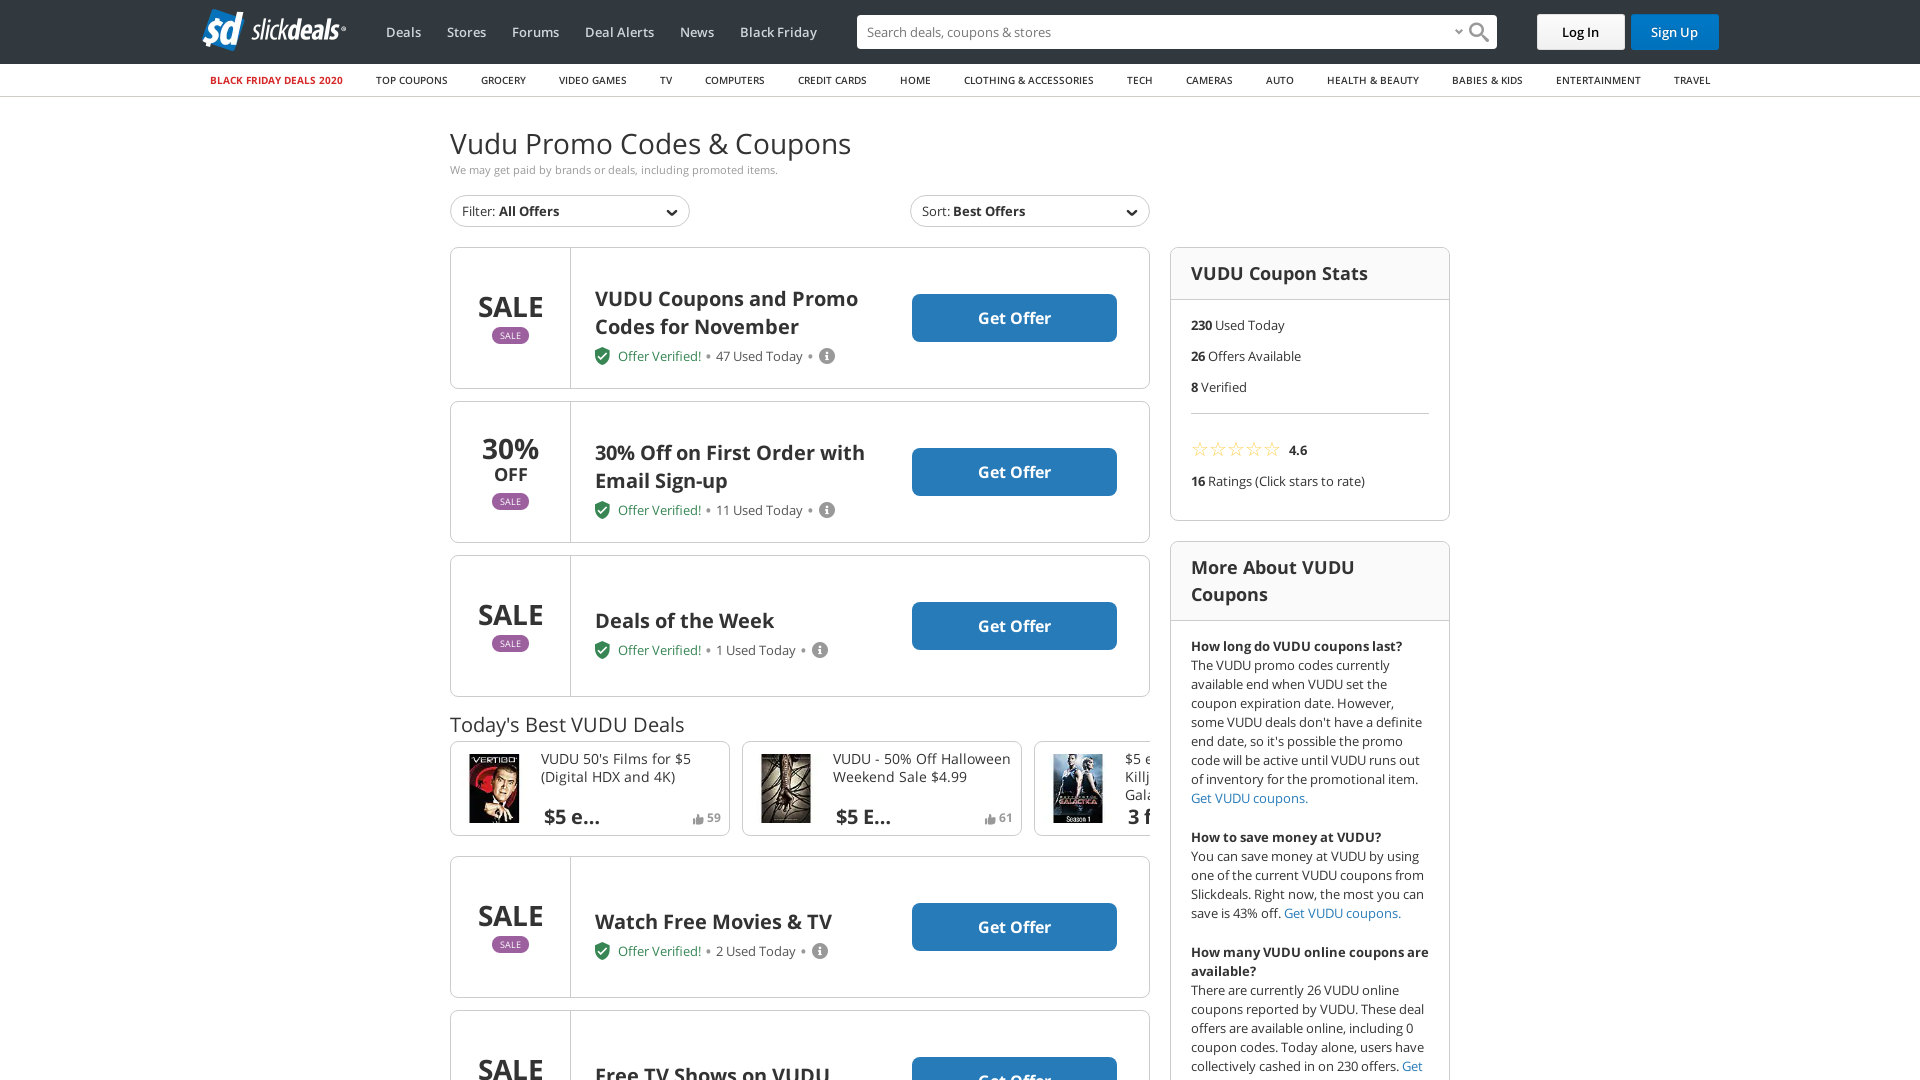 sd slickdeals
Deals Stores Forums Deal Alerts News Black Friday
Search deals, coupons & stores
Log In Sign Up
BLACK FRIDAY DEALS 2020 TOP COUPONS GROCERY VIDEO GAMES TV COMPUTERS CREDIT CARDS HOME CLOTHING & ACCESSORIES TECH CAMERAS AUTO HEALTH & BEAUTY BABIES & KIDS ENTERTAINMENT TRAVEL
Vudu Promo Codes & Coupons
We may get paid by brands or deals, including promoted items.
Filter: All Offers
Sort: Best Offers
SALE
SALE
VUDU Coupons and Promo
Codes for November
Offer Verified! • 47 Used Today •
Get Offer
30%
OFF
SALE
30% Off on First Order with
Email Sign-up
Offer Verified! • 11 Used Today •
Get Offer
SALE
SALE
Deals of the Week
Offer Verified! • 1 Used Today •
Get Offer
Today's Best VUDU Deals
VERTIGO
VUDU 50's Films for $5
(Digital HDX and 4K)
$5 e...
59
VUDU - 50% Off Halloween
Weekend Sale $4.99
$5 E...
61
GALACTICA
Season 1
$5 e
Killj
Gala
3 f
SALE
SALE
Watch Free Movies & TV
Offer Verified! • 2 Used Today •
Get Offer
SALE
Free TV Shows on VUDU
Get Offer
VUDU Coupon Stats
230 Used Today
26 Offers Available
8 Verified
☆☆☆☆☆ 4.6
16 Ratings (Click stars to rate)
More About VUDU
Coupons
How long do VUDU coupons last?
The VUDU promo codes currently
available end when VUDU set the
coupon expiration date. However,
some VUDU deals don't have a definite
end date, so it's possible the promo
code will be active until VUDU runs out
of inventory for the promotional item.
Get VUDU coupons.
How to save money at VUDU?
You can save money at VUDU by using
one of the current VUDU coupons from
Slickdeals. Right now, the most you can
save is 43% off. Get VUDU coupons.
How many VUDU online coupons are
available?
There are currently 26 VUDU online
coupons reported by VUDU. These deal
offers are available online, including 0
coupon codes. Today alone, users have
collectively cashed in on 230 offers. Get